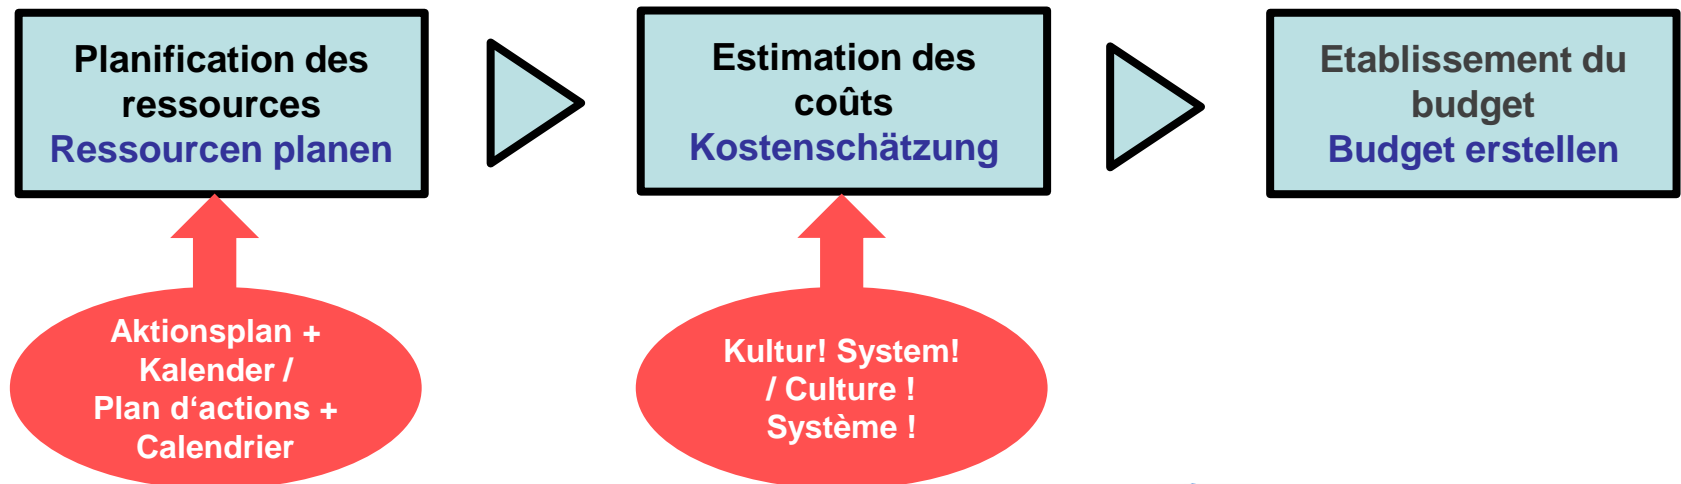 Planification des
ressources
Ressourcen planen
Estimation des
coûts
Kostenschätzung
Etablissement du
budget
Budget erstellen
Aktionsplan +
Kalender /
Plan d‘actions +
Calendrier
Kultur! System!
/ Culture !
Système !